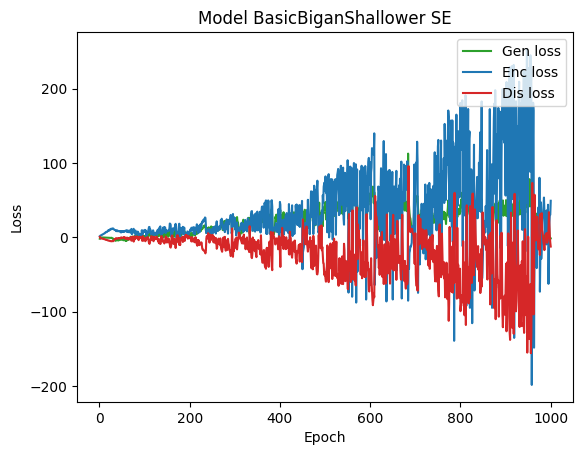 Model BasicBiganShallower SE
Gen loss
Enc loss
Dis loss
200
100
0
−100
−200
Loss
0
200
400
600
800
1000
Epoch